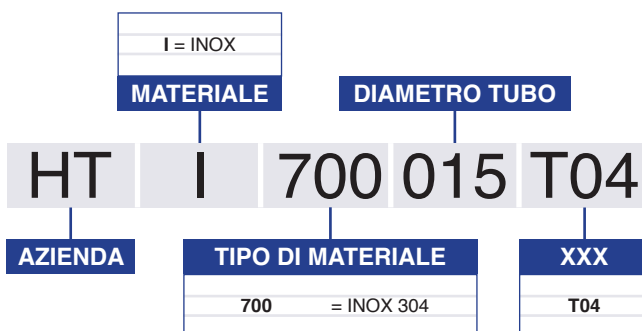 I = INOX
MATERIALE DIAMETRO TUBO
HT I 700 015 T04
AZIENDA TIPO DI MATERIALE XXX
700 = INOX 304 T04